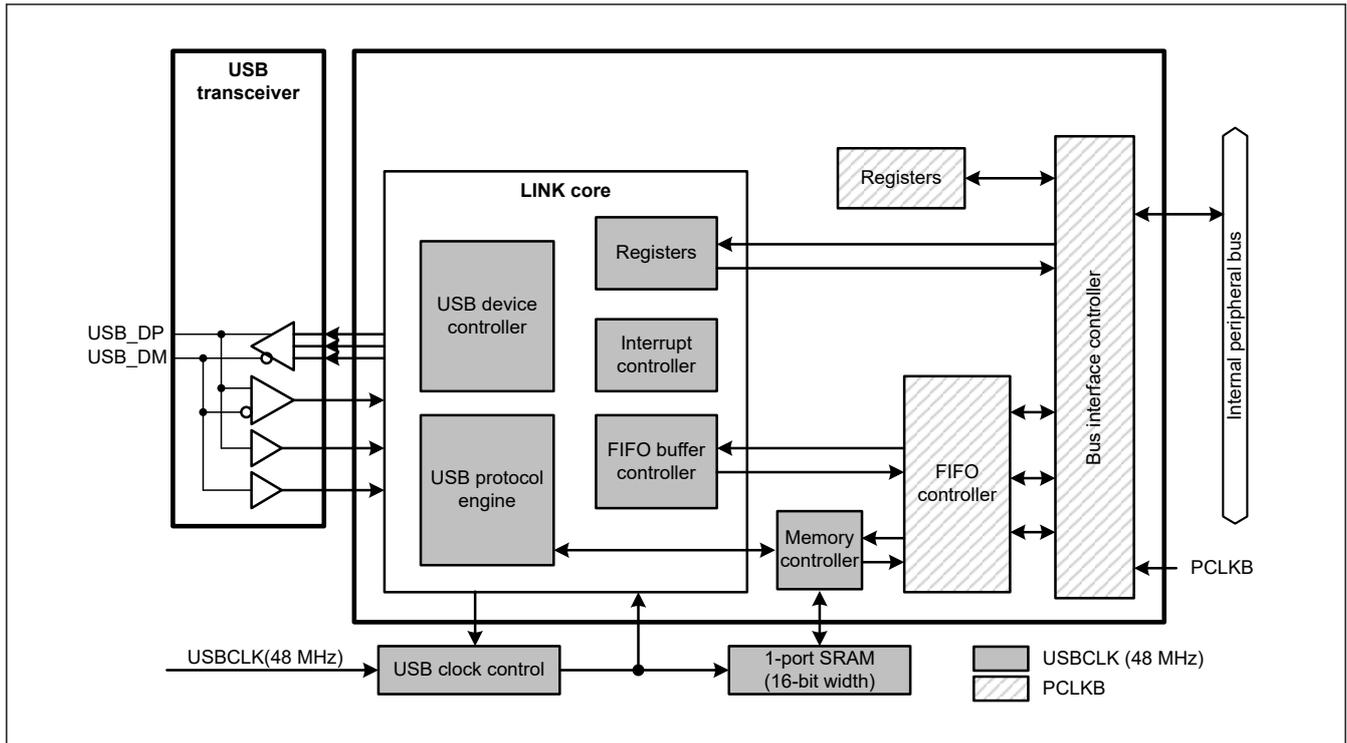 USB
transceiver
LINK core
Registers
Registers
USB device
controller
Interrupt
controller
USB_DP
USB_DM
FIFO buffer
controller
USB protocol
engine
FIFO
controller
Memory
controller
Bus interface controller
Internal peripheral bus
PCLKB
USBCLK(48 MHz)
USB clock control
1-port SRAM
(16-bit width)
USBCLK (48 MHz)
PCLKB